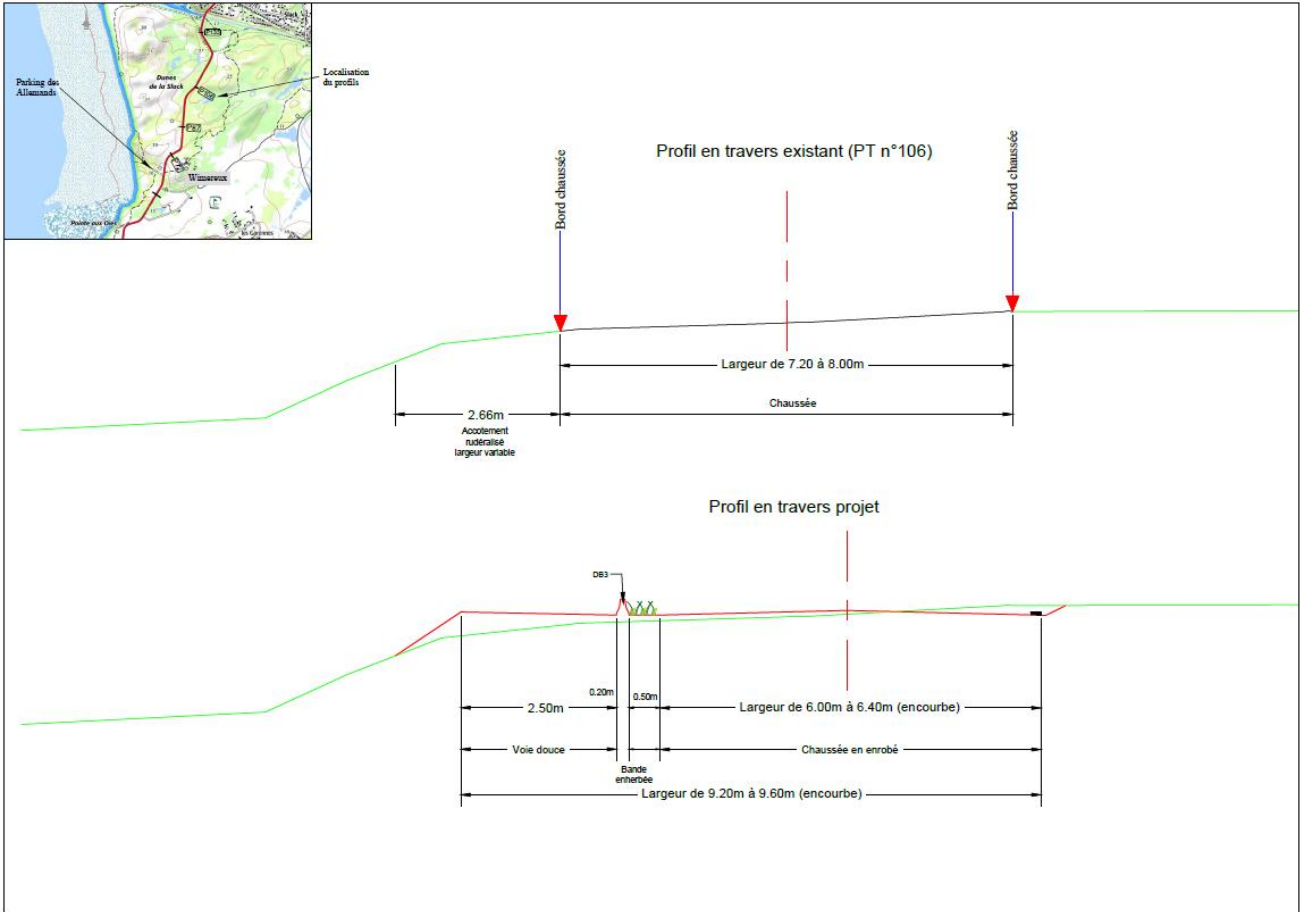 Slack
Dunes
de la Slack
Parking des
Allemands
Localisation
du profils
Wimereux
Pointe aux Oies
les Garennes
Profil en travers existant (PT n°106)
Bord chaussée
Bord chaussée
Largeur de 7.20 à 8.00m
Chaussée
2.66m
Accotement
rudéralisé
largeur variable
Profil en travers projet
DB3
0.20m
0.50m
2.50m
Largeur de 6.00m à 6.40m (encourbe)
Voie douce
Chaussée en enrobé
Bande
enherbée
Largeur de 9.20m à 9.60m (encourbe)